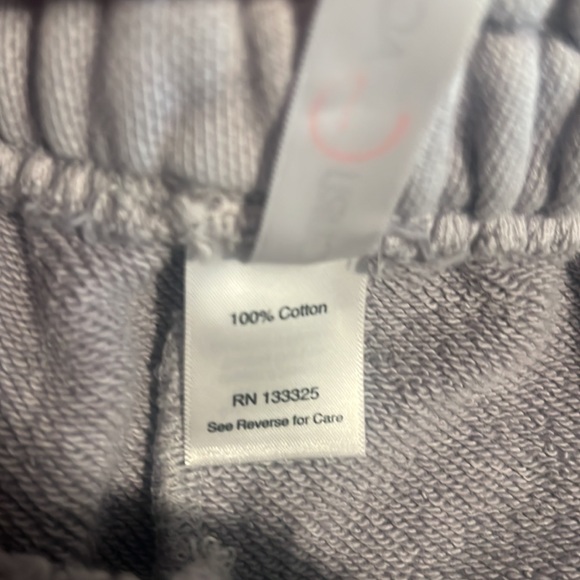 100% Cotton
RN 133325
See Reverse for Care